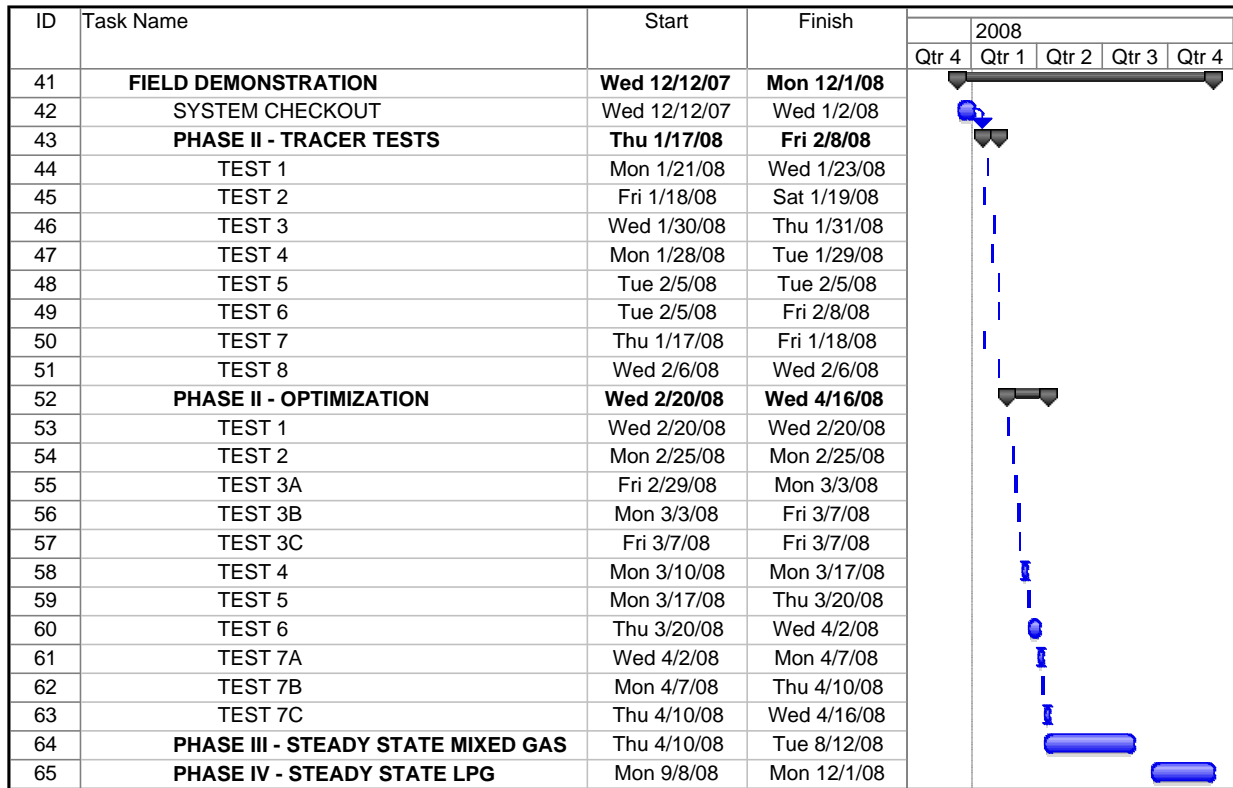 ID Task Name Start Finish 2008
Qtr 4 Qtr 1 Qtr 2 Qtr 3 Qtr 4
41 FIELD DEMONSTRATION Wed 12/12/07 Mon 12/1/08
42 SYSTEM CHECKOUT Wed 12/12/07 Wed 1/2/08
43 PHASE II - TRACER TESTS Thu 1/17/08 Fri 2/8/08
44 TEST 1 Mon 1/21/08 Wed 1/23/08
45 TEST 2 Fri 1/18/08 Sat 1/19/08
46 TEST 3 Wed 1/30/08 Thu 1/31/08
47 TEST 4 Mon 1/28/08 Tue 1/29/08
48 TEST 5 Tue 2/5/08 Tue 2/5/08
49 TEST 6 Tue 2/5/08 Fri 2/8/08
50 TEST 7 Thu 1/17/08 Fri 1/18/08
51 TEST 8 Wed 2/6/08 Wed 2/6/08
52 PHASE II - OPTIMIZATION Wed 2/20/08 Wed 4/16/08
53 TEST 1 Wed 2/20/08 Wed 2/20/08
54 TEST 2 Mon 2/25/08 Mon 2/25/08
55 TEST 3A Fri 2/29/08 Mon 3/3/08
56 TEST 3B Mon 3/3/08 Fri 3/7/08
57 TEST 3C Fri 3/7/08 Fri 3/7/08
58 TEST 4 Mon 3/10/08 Mon 3/17/08
59 TEST 5 Mon 3/17/08 Thu 3/20/08
60 TEST 6 Thu 3/20/08 Wed 4/2/08
61 TEST 7A Wed 4/2/08 Mon 4/7/08
62 TEST 7B Mon 4/7/08 Thu 4/10/08
63 TEST 7C Thu 4/10/08 Wed 4/16/08
64 PHASE III - STEADY STATE MIXED GAS Thu 4/10/08 Tue 8/12/08
65 PHASE IV - STEADY STATE LPG Mon 9/8/08 Mon 12/1/08